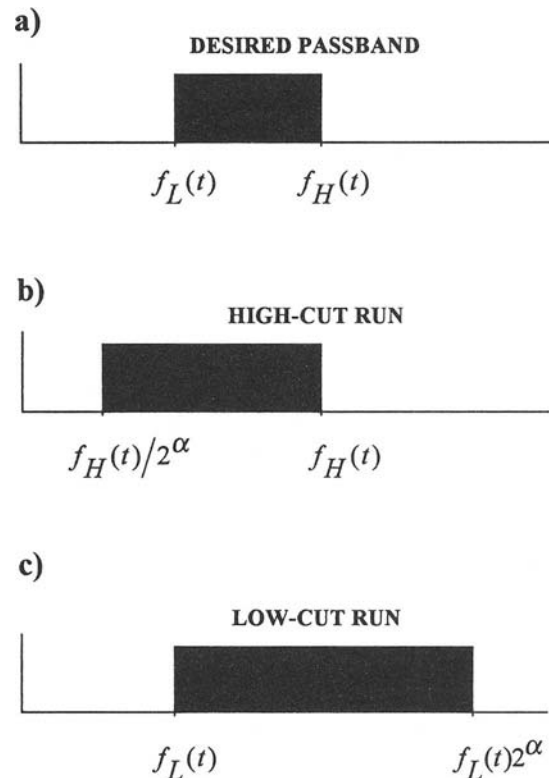 a)
DESIRED PASSBAND
f_L(t) f_H(t)
b)
HIGH-CUT RUN
f_H(t)/2^α f_H(t)
c)
LOW-CUT RUN
f_L(t) f_L(t)2^α